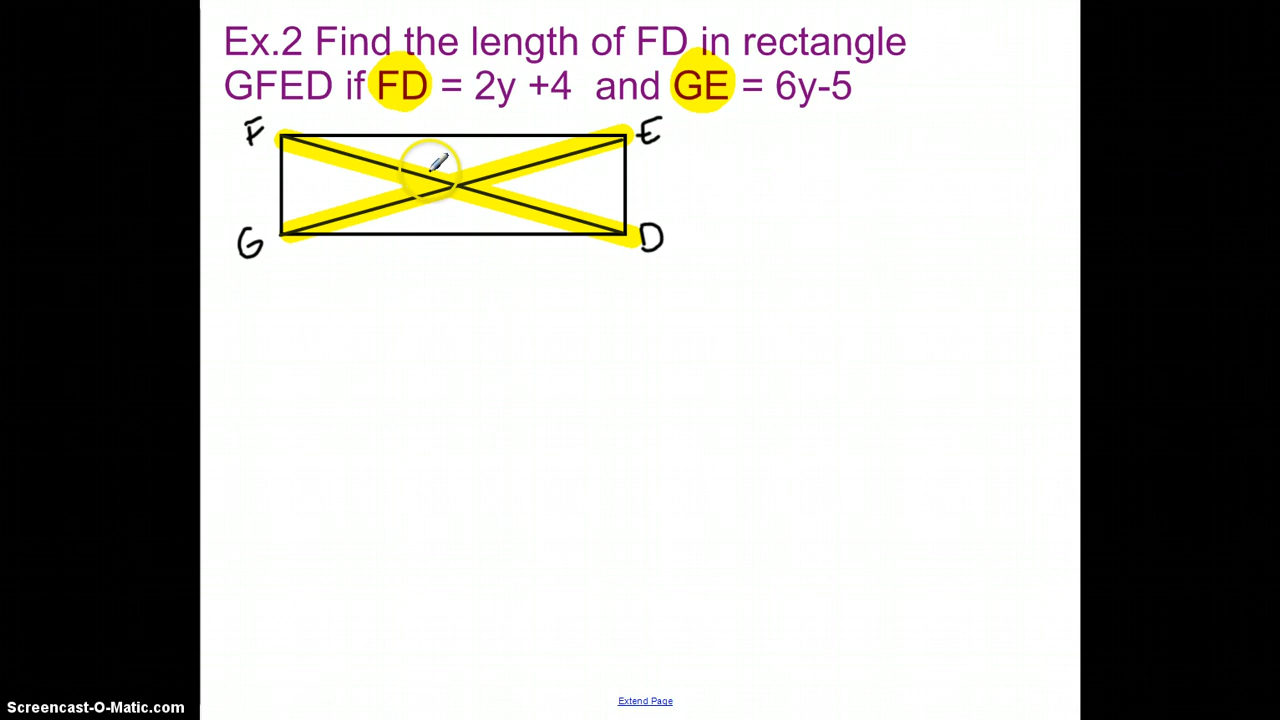 Ex.2 Find the length of FD in rectangle
GFED if FD = 2y +4 and GE = 6y-5
F
E
G
D
Extend Page
Screencast-O-Matic.com